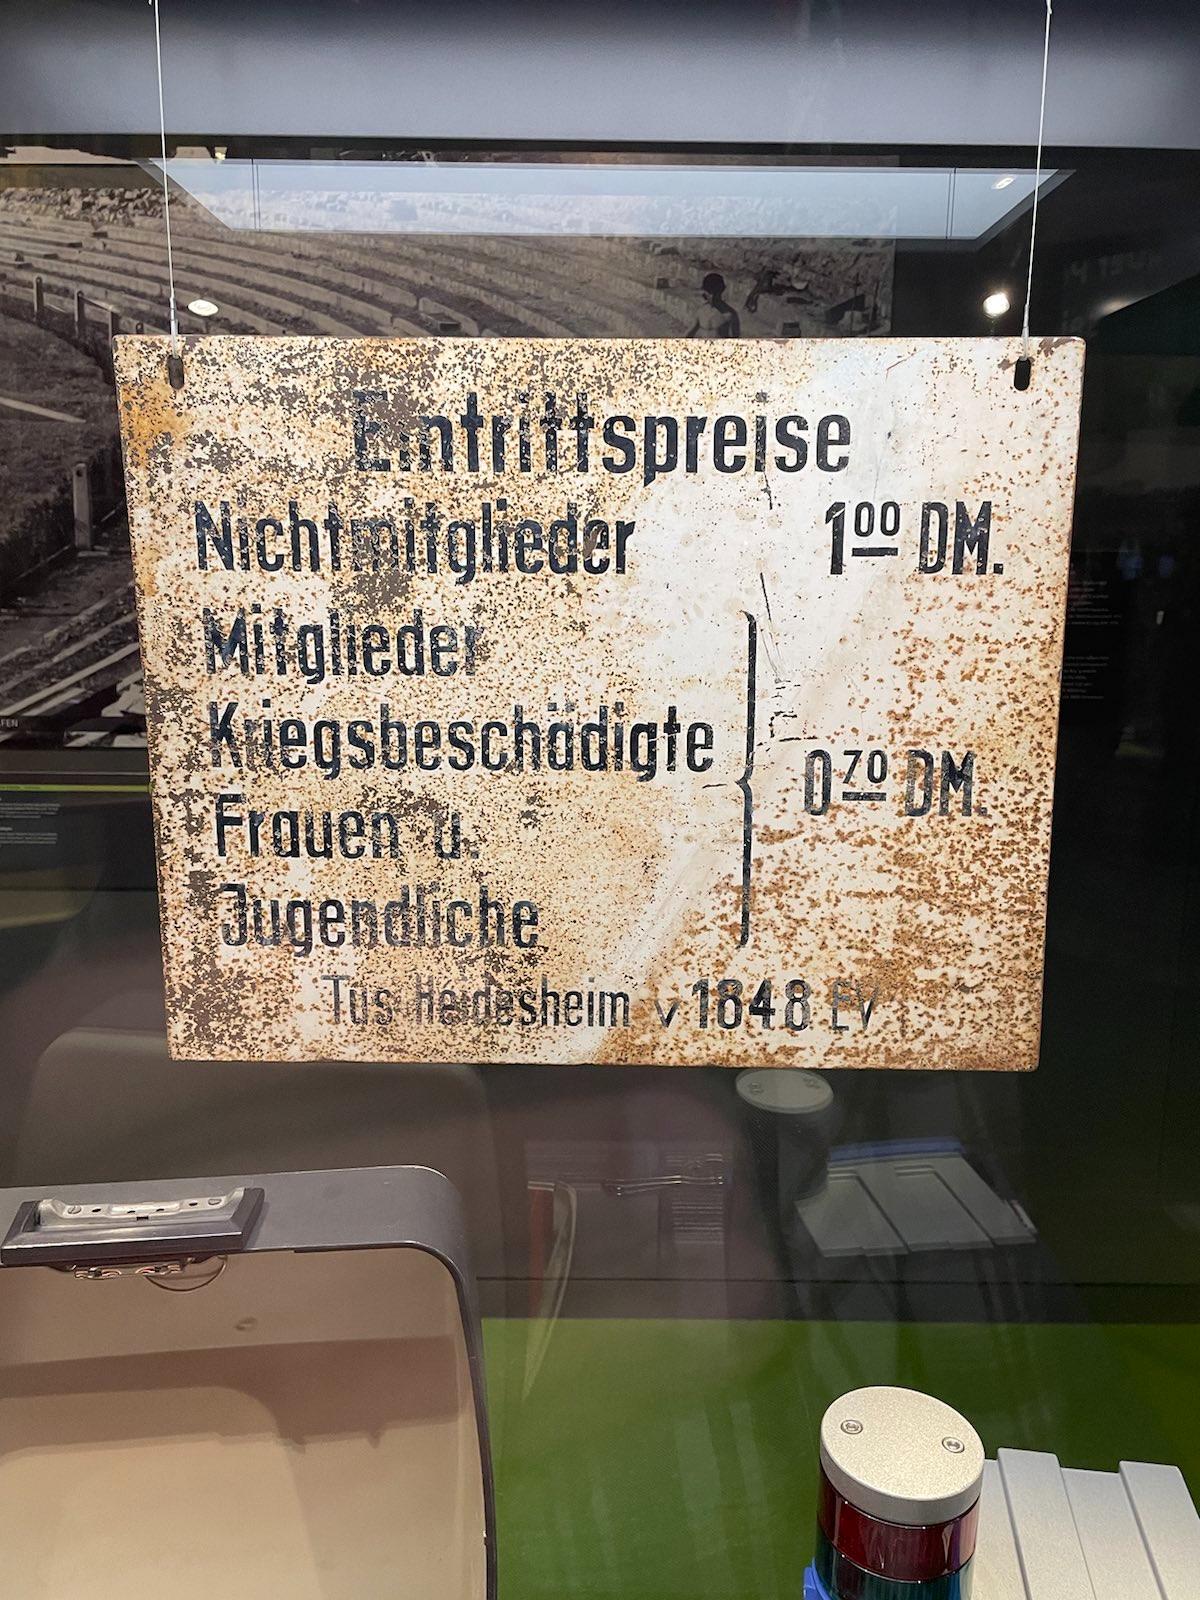 Eintrittspreise
Nichtmitglieder 100 DM.
Mitglieder
Kriegsbeschädigte 070 DM.
Frauen u.
Jugendliche
Tus Heidesheim v 1848 EV